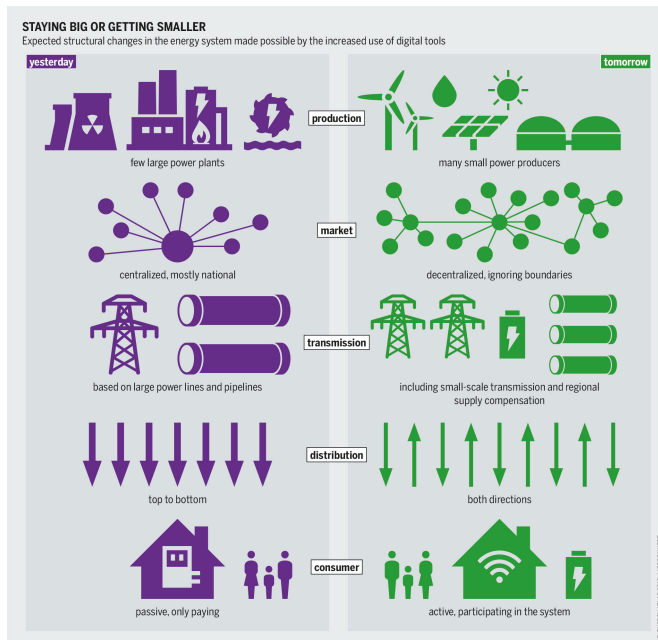 STAYING BIG OR GETTING SMALLER
Expected structural changes in the energy system made possible by the increased use of digital tools
yesterday
tomorrow
production
few large power plants
many small power producers
market
centralized, mostly national
decentralized, ignoring boundaries
transmission
based on large power lines and pipelines
including small-scale transmission and regional
supply compensation
distribution
top to bottom
both directions
consumer
passive, only paying
active, participating in the system